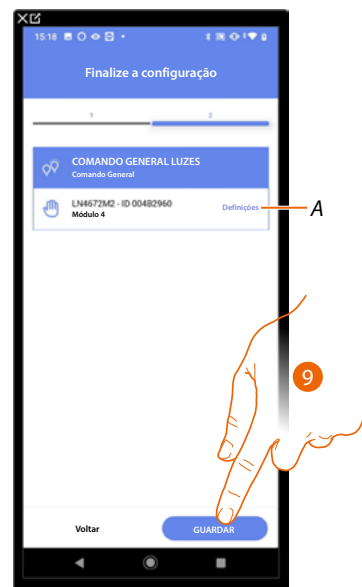 15:18
Finalize a configuração
1 2
COMANDO GENERAL LUZES
Comando General
LN4672M2 - ID 004B2960
Definições
A
Módulo 4
9
Voltar
GUARDAR